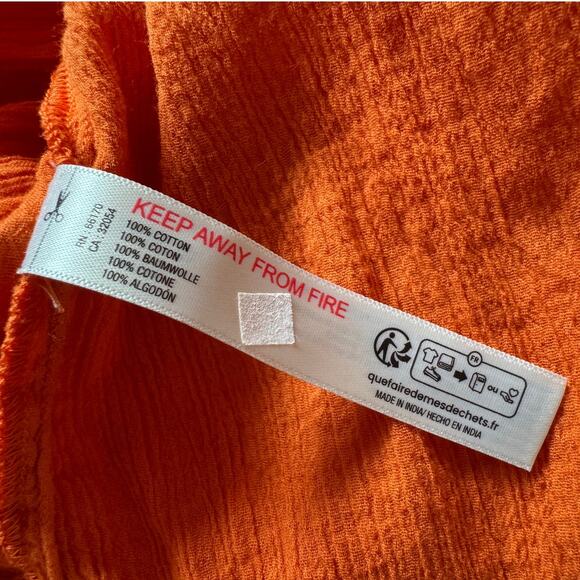 RN : 66170
CA : 32054
KEEP AWAY FROM FIRE
100% COTTON
100% COTON
100% BAUMWOLLE
100% COTONE
100% ALGODÓN
FR
OU
quefairedemesdechets.fr
MADE IN INDIA/ HECHO EN INDIA